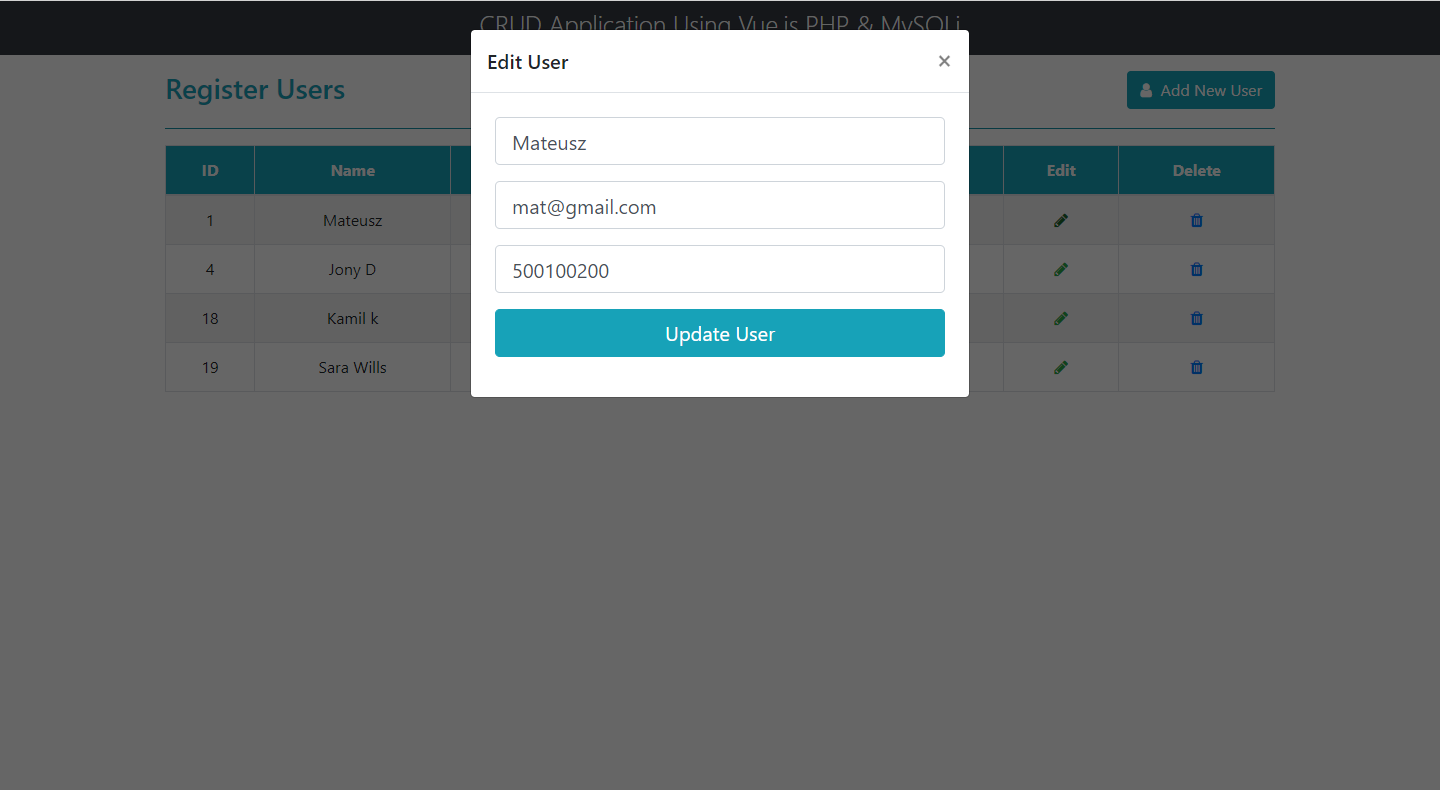 CRUD Application Using Vue.js PHP & MySQLi
Edit User ×
Register Users
Add New User
Mateusz
mat@gmail.com
500100200
Update User
ID Name Edit Delete
1 Mateusz
4 Jony D
18 Kamil k
19 Sara Wills